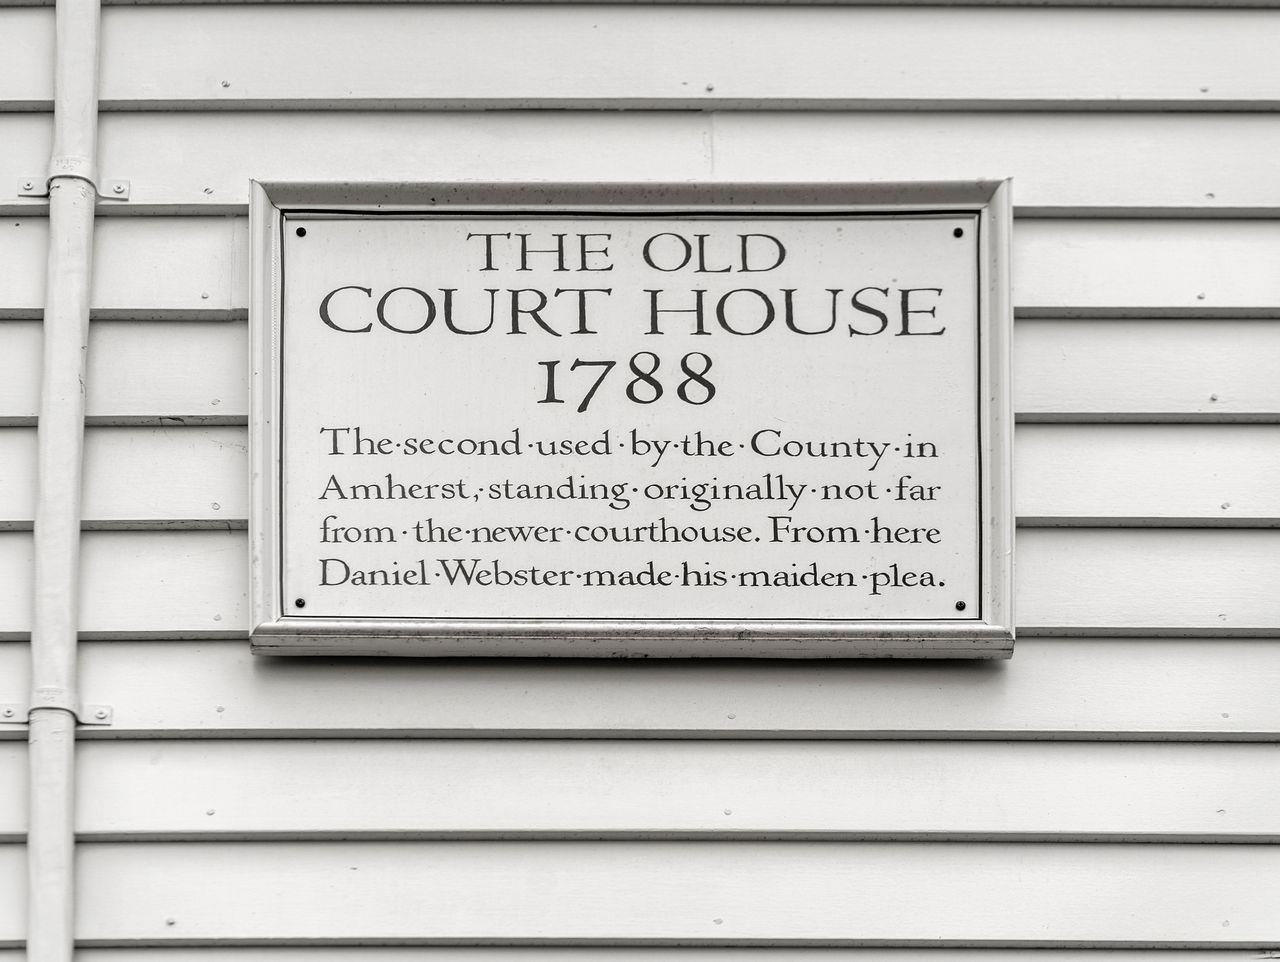 THE OLD
COURT HOUSE
1788
The·second·used·by·the·County·in
Amherst,·standing·originally·not·far
from·the·newer·courthouse. From·here
Daniel·Webster·made·his·maiden·plea.